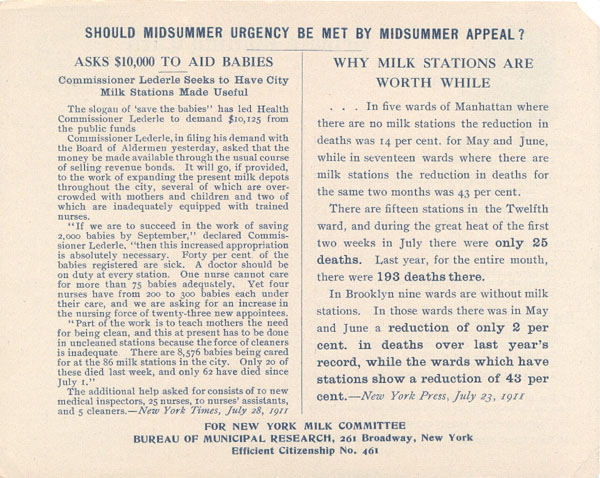 SHOULD MIDSUMMER URGENCY BE MET BY MIDSUMMER APPEAL?
ASKS $10,000 TO AID BABIES
Commissioner Lederle Seeks to Have City
Milk Stations Made Useful
The slogan of 'save the babies" has led Health
Commissioner Lederle to demand $10,125 from
the public funds
Commissioner Lederle, in filing his demand with
the Board of Aldermen yesterday, asked that the
money be made available through the usual course
of selling revenue bonds. It will go, if provided,
to the work of expanding the present milk depots
throughout the city, several of which are over-
crowded with mothers and children and two of
which are inadequately equipped with trained
nurses.
"If we are to succeed in the work of saving
2,000 babies by September," declared Commis-
sioner Lederle, "then this increased appropriation
is absolutely necessary. Forty per cent. of the
babies registered are sick. A doctor should be
on duty at every station. One nurse cannot care
for more than 75 babies adequately. Yet four
nurses have from 200 to 300 babies each under
their care, and we are asking for an increase in
the nursing force of twenty-three new appointees.
"Part of the work is to teach mothers the need
for being clean, and this at present has to be done
in uncleaned stations because the force of cleaners
is inadequate There are 8,576 babies being cared
for at the 86 milk stations in the city. Only 20 of
these died last week, and only 62 have died since
July 1."
The additional help asked for consists of 10 new
medical inspectors, 25 nurses, 10 nurses' assistants,
and 5 cleaners.—New York Times, July 28, 1911
WHY MILK STATIONS ARE
WORTH WHILE
. . . In five wards of Manhattan where
there are no milk stations the reduction in
deaths was 14 per cent. for May and June,
while in seventeen wards where there are
milk stations the reduction in deaths for
the same two months was 43 per cent.
There are fifteen stations in the Twelfth
ward, and during the great heat of the first
two weeks in July there were only 25
deaths. Last year, for the entire month,
there were 193 deaths there.
In Brooklyn nine wards are without milk
stations. In those wards there was in May
and June a reduction of only 2 per
cent. in deaths over last year's
record, while the wards which have
stations show a reduction of 43 per
cent.—New York Press, July 23, 1911
FOR NEW YORK MILK COMMITTEE
BUREAU OF MUNICIPAL RESEARCH, 261 Broadway, New York
Efficient Citizenship No. 461